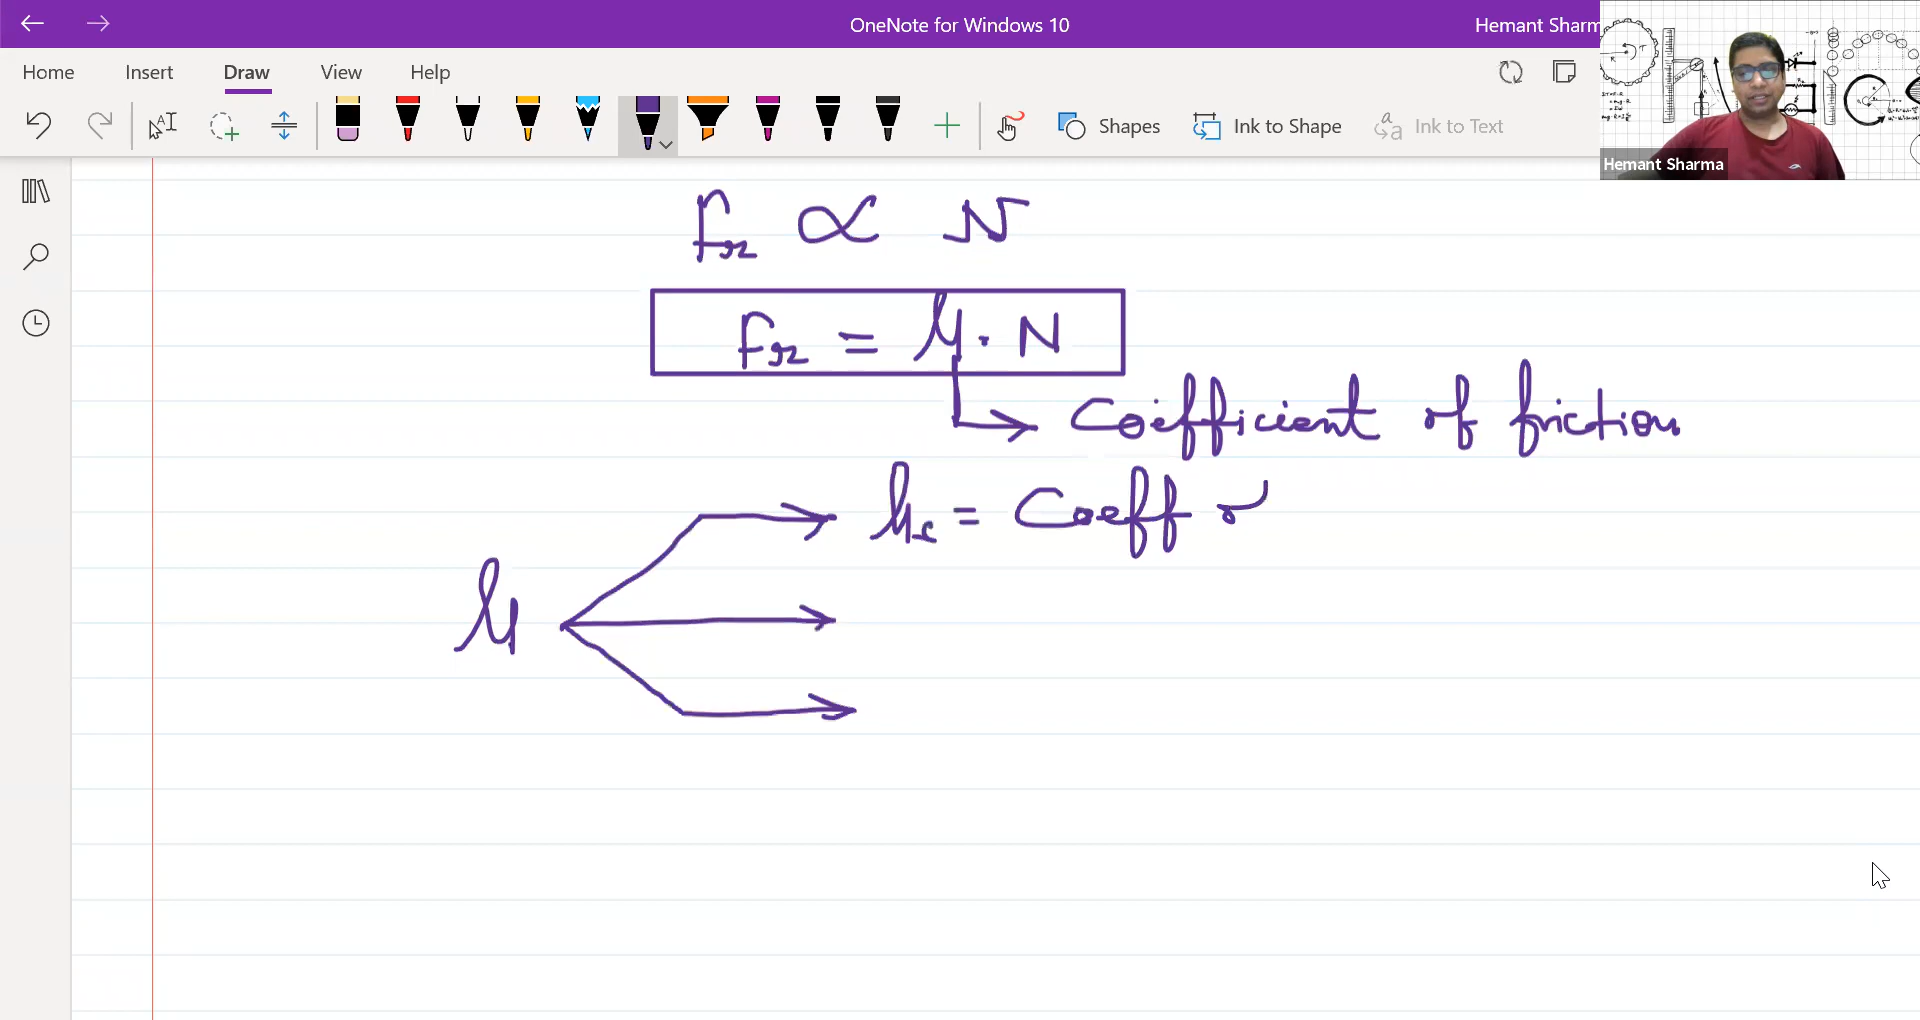 OneNote for Windows 10
Hemant Sharm
Home Insert Draw View Help
Shapes Ink to Shape Ink to Text
Hemant Sharma
fr ∝ N
fr = μ · N
Coefficient of friction
μs = Coeff o
μ